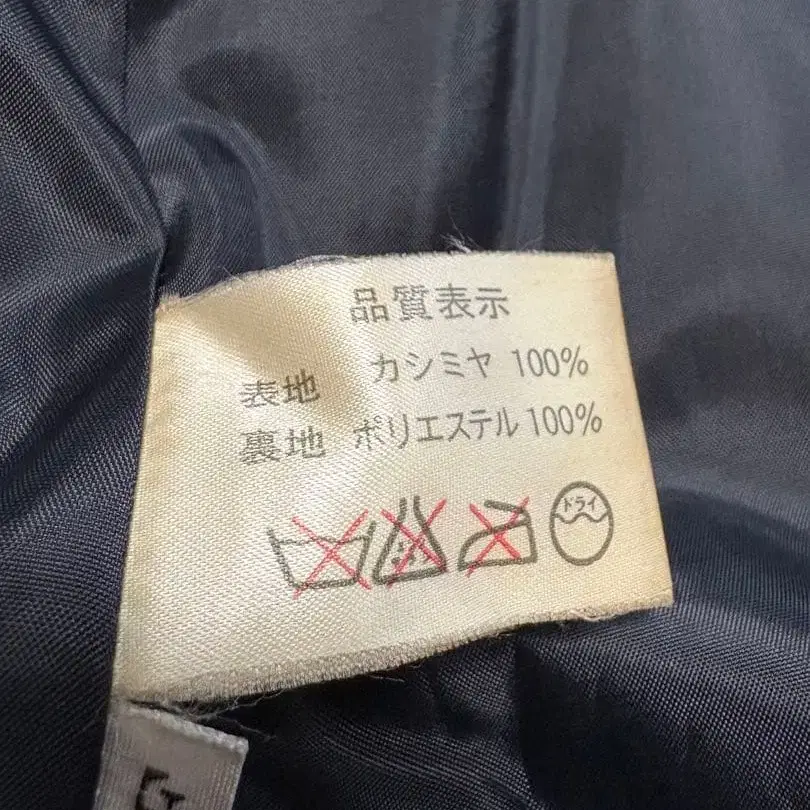 品質表示
表地 カシミヤ 100%
裏地 ポリエステル 100%
ドライ